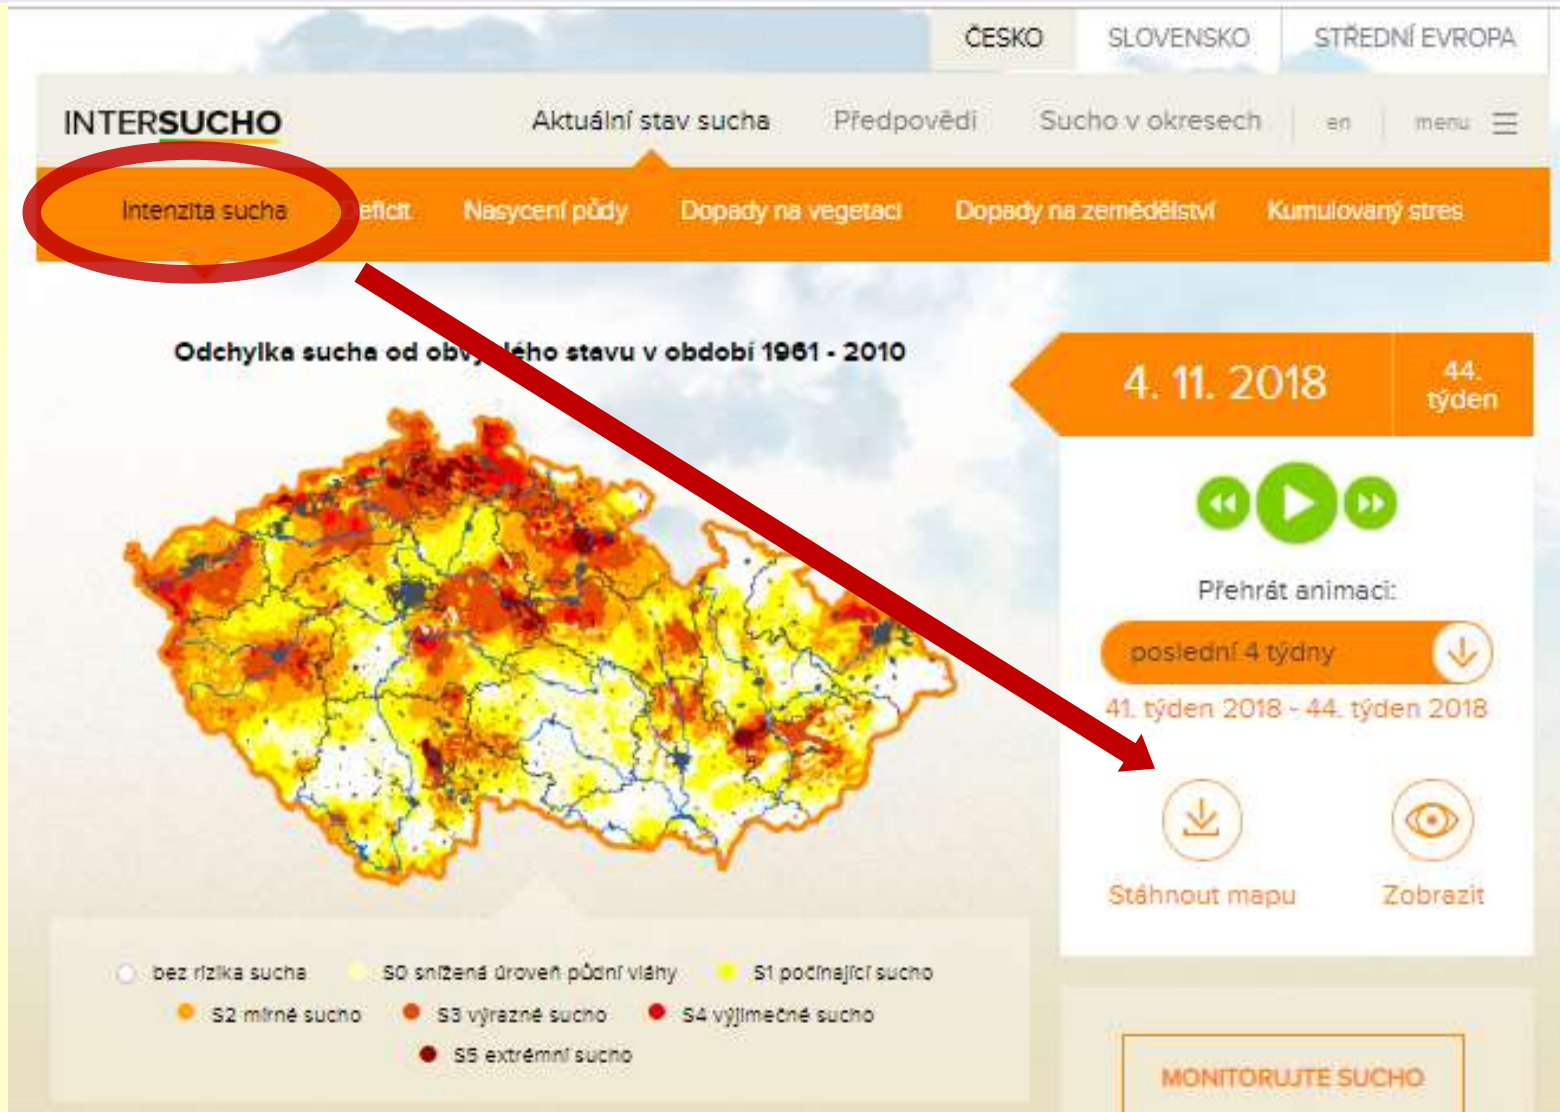 ČESKO SLOVENSKO STŘEDNÍ EVROPA
INTERSUCHO Aktuální stav sucha Předpovědi Sucho v okresech en menu
Intenzita sucha Deficit Nasycení půdy Dopady na vegetaci Dopady na zemědělství Kumulovaný stres
Odchylka sucha od obvyklého stavu v období 1961 - 2010
4. 11. 2018
44.
týden
Přehrát animaci:
poslední 4 týdny
41. týden 2018 - 44. týden 2018
Stáhnout mapu Zobrazit
bez rizika sucha S0 snížená úroveň půdní vláhy S1 počínající sucho
S2 mírné sucho S3 výrazné sucho S4 výjimečné sucho
S5 extrémní sucho
MONITORUJTE SUCHO